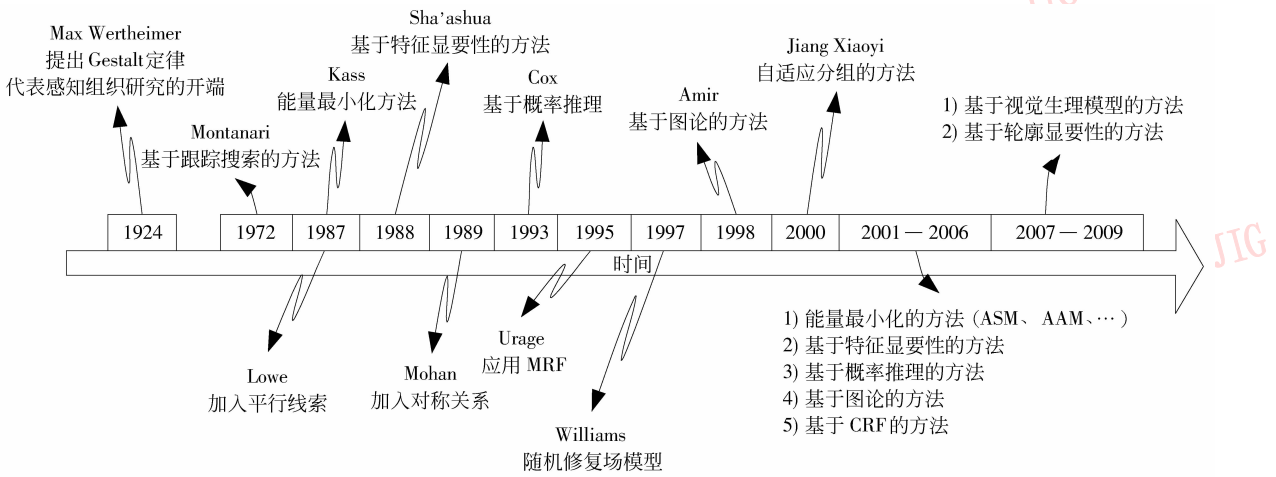 JIG
Max Wertheimer
提出Gestalt定律
代表感知组织研究的开端
Montanari
基于跟踪搜索的方法
Kass
能量最小化方法
Sha'ashua
基于特征显要性的方法
Cox
基于概率推理
Amir
基于图论的方法
Jiang Xiaoyi
自适应分组的方法
1) 基于视觉生理模型的方法
2) 基于轮廓显要性的方法
1924
1972
1987
1988
1989
1993
1995
1997
1998
2000
2001—2006
2007—2009
时间
JIG
Lowe
加入平行线索
Mohan
加入对称关系
Urage
应用 MRF
Williams
随机修复场模型
1) 能量最小化的方法 (ASM、AAM、…)
2) 基于特征显要性的方法
3) 基于概率推理的方法
4) 基于图论的方法
5) 基于 CRF的方法